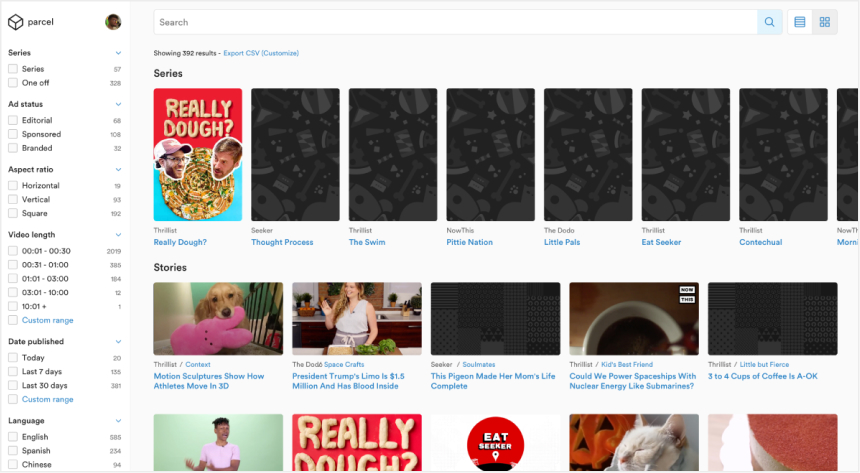 parcel
Search
Showing 392 results - Export CSV (Customize)
Series
Series 57
One off 328
Ad status
Editorial 68
Sponsored 108
Branded 32
Aspect ratio
Horizontal 19
Vertical 93
Square 192
Video length
00:01 - 00:30 2019
00:31 - 01:00 385
01:01 - 03:00 184
03:01 - 10:00 12
10:01 + 1
Custom range
Date published
Today 20
Last 7 days 135
Last 30 days 381
Custom range
Language
English 585
Spanish 234
Chinese 94
Series
REALLY
DOUGH?
Thrillist
Really Dough?
Seeker
Thought Process
Thrillist
The Swim
NowThis
Pittie Nation
The Dodo
Little Pals
Thrillist
Eat Seeker
Thrillist
Contechual
NowTh
Morni
Stories
Thrillist / Context
Motion Sculptures Show How
Athletes Move In 3D
The Dodo Space Crafts
President Trump's Limo Is $1.5
Million And Has Blood Inside
Seeker / Soulmates
This Pigeon Made Her Mom's Life
Complete
NOW
THIS
Thrillist / Kid's Best Friend
Could We Power Spaceships With
Nuclear Energy Like Submarines?
Thrillist / Little but Fierce
3 to 4 Cups of Coffee Is A-OK
REALLY
DOUGH?
EAT
SEEKER